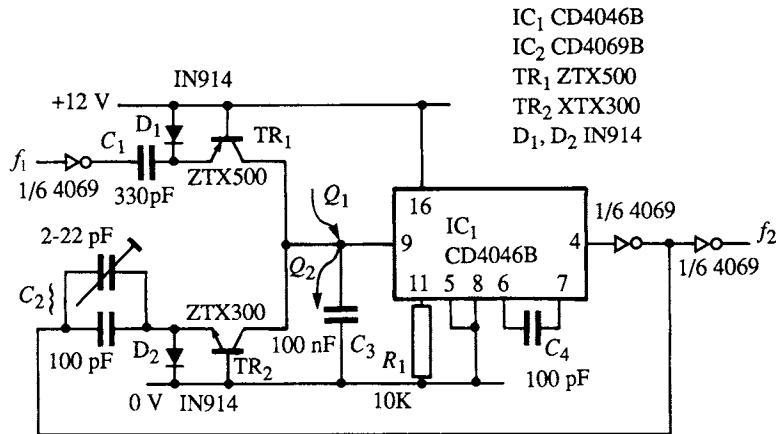 IC₁ CD4046B
IC₂ CD4069B
TR₁ ZTX500
TR₂ XTX300
D₁, D₂ IN914
IN914
+12 V
D₁
TR₁
C₁
f₁
1/6 4069
330pF
ZTX500
Q₁
16
IC₁
CD4046B
9
4
11
5
8
6
7
1/6 4069
f₂
1/6 4069
2-22 pF
C₂
100 pF
ZTX300
D₂
TR₂
Q₂
100 nF
C₃
R₁
10K
C₄
100 pF
0 V
IN914